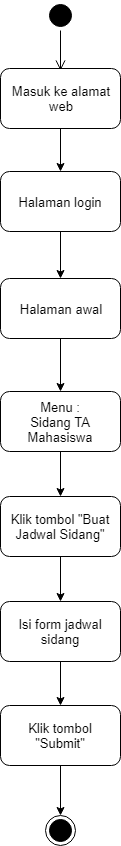 Masuk ke alamat
web
Halaman login
Halaman awal
Menu :
Sidang TA
Mahasiswa
Klik tombol "Buat
Jadwal Sidang"
Isi form jadwal
sidang
Klik tombol
"Submit"